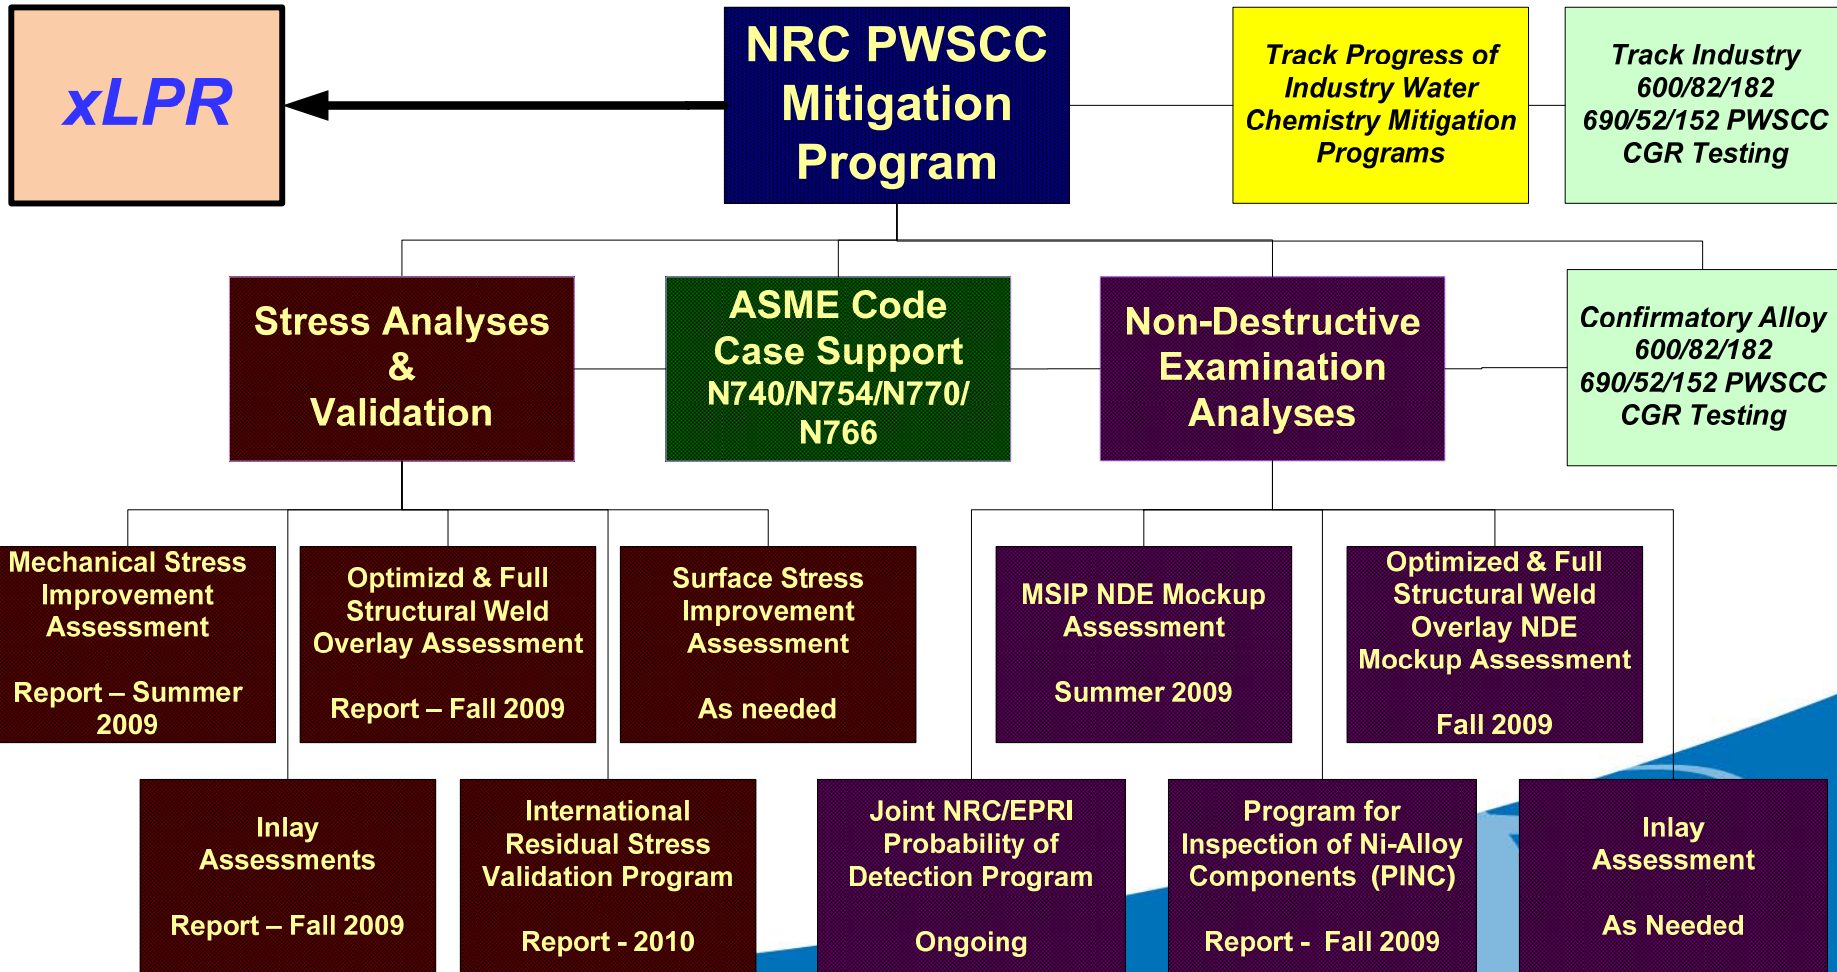 xLPR
NRC PWSCC
Mitigation
Program
Track Progress of
Industry Water
Chemistry Mitigation
Programs
Track Industry
600/82/182
690/52/152 PWSCC
CGR Testing
Stress Analyses
&
Validation
ASME Code
Case Support
N740/N754/N770/
N766
Non-Destructive
Examination
Analyses
Confirmatory Alloy
600/82/182
690/52/152 PWSCC
CGR Testing
Mechanical Stress
Improvement
Assessment
Report – Summer
2009
Optimizd & Full
Structural Weld
Overlay Assessment
Report – Fall 2009
Surface Stress
Improvement
Assessment
As needed
MSIP NDE Mockup
Assessment
Summer 2009
Optimized & Full
Structural Weld
Overlay NDE
Mockup Assessment
Fall 2009
Inlay
Assessments
Report – Fall 2009
International
Residual Stress
Validation Program
Report - 2010
Joint NRC/EPRI
Probability of
Detection Program
Ongoing
Program for
Inspection of Ni-Alloy
Components (PINC)
Report - Fall 2009
Inlay
Assessment
As Needed